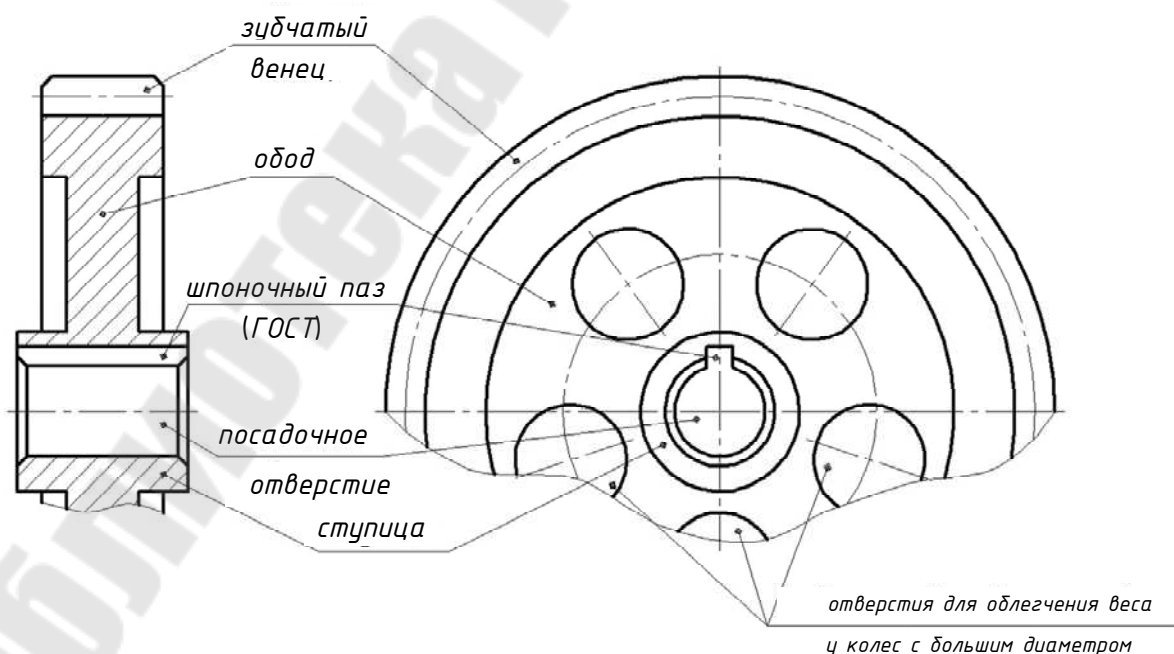 зубчатый
венец
обод
шпоночный паз
(ГОСТ)
посадочное
отверстие
ступица
отверстия для облегчения веса
у колес с большим диаметром